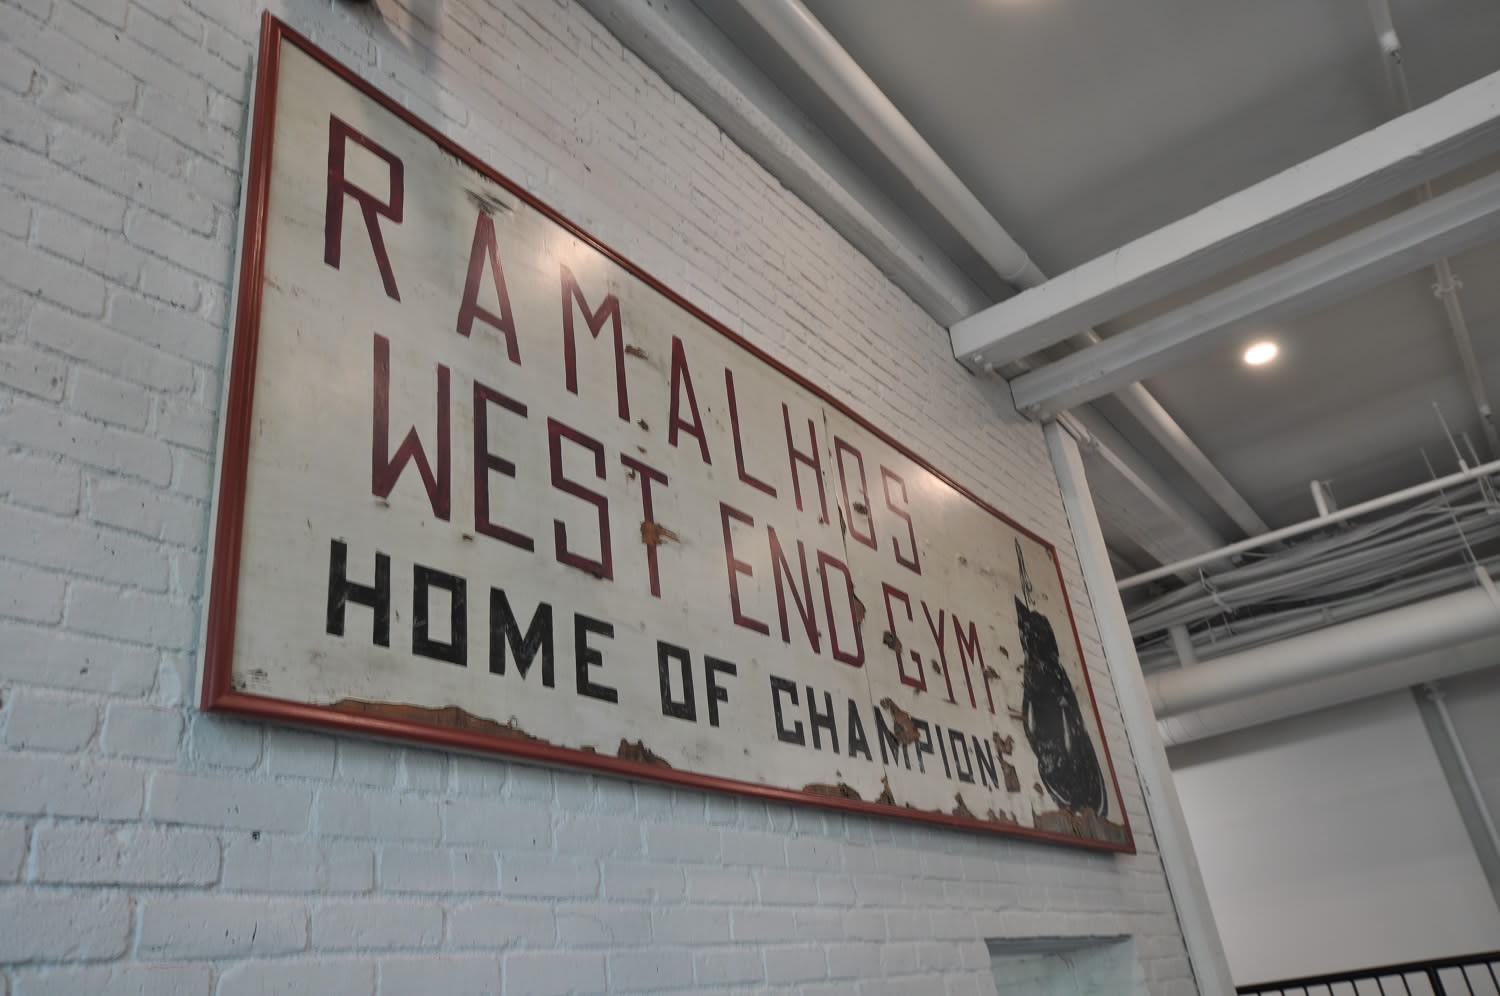 RAMALHOS
WEST END GYM
HOME OF CHAMPIONS